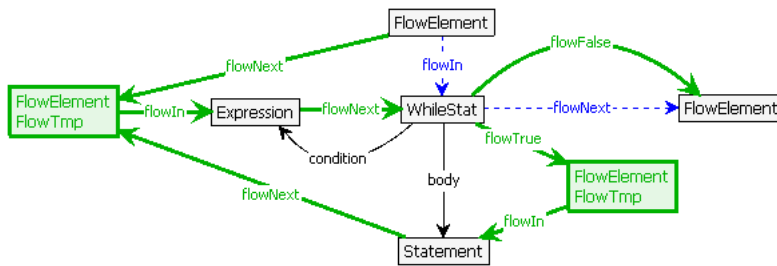 FlowElement
flowFalse
flowNext
flowIn
FlowElement
FlowTmp
flowIn
Expression
flowNext
WhileStat
flowNext
FlowElement
flowTrue
condition
body
FlowElement
FlowTmp
flowNext
flowIn
Statement